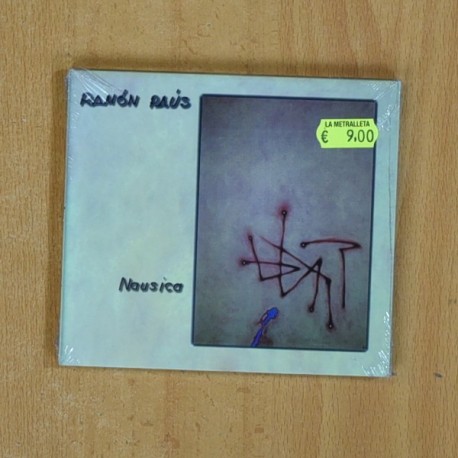 RAMÓN PAÚS
LA METRALLETA
€ 9,00
Nausica